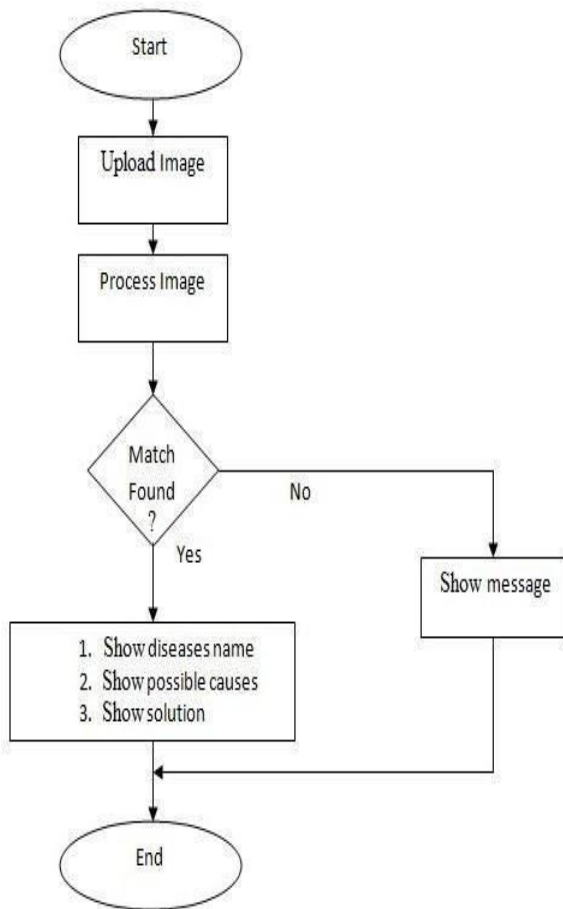 Start
Upload Image
Process Image
Match
Found
?
No
Yes
Show message
1. Show diseases name
2. Show possible causes
3. Show solution
End